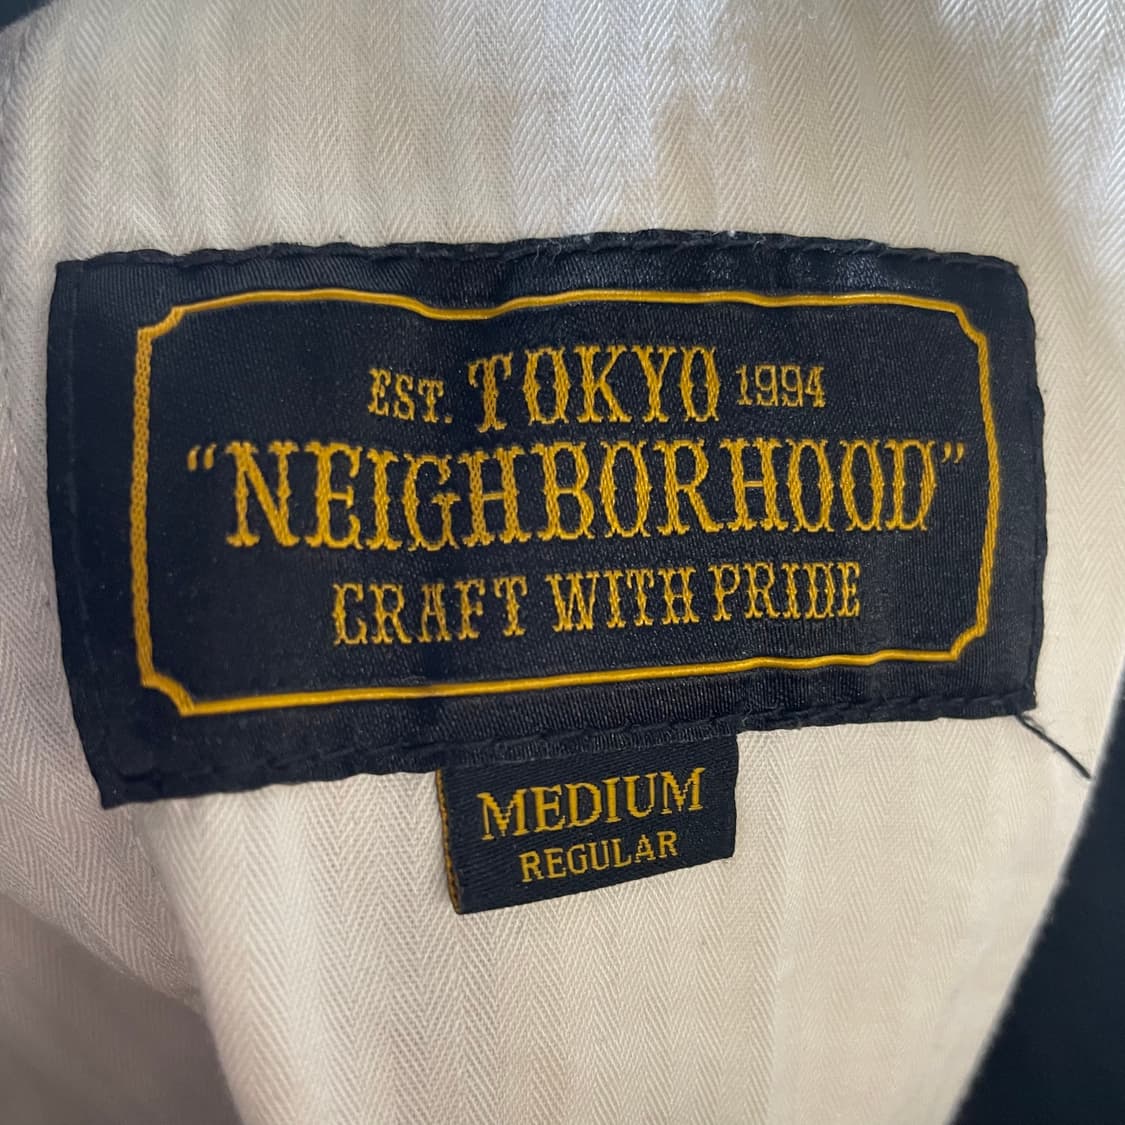 EST. TOKYO 1994
"NEIGHBORHOOD"
CRAFT WITH PRIDE
MEDIUM
REGULAR